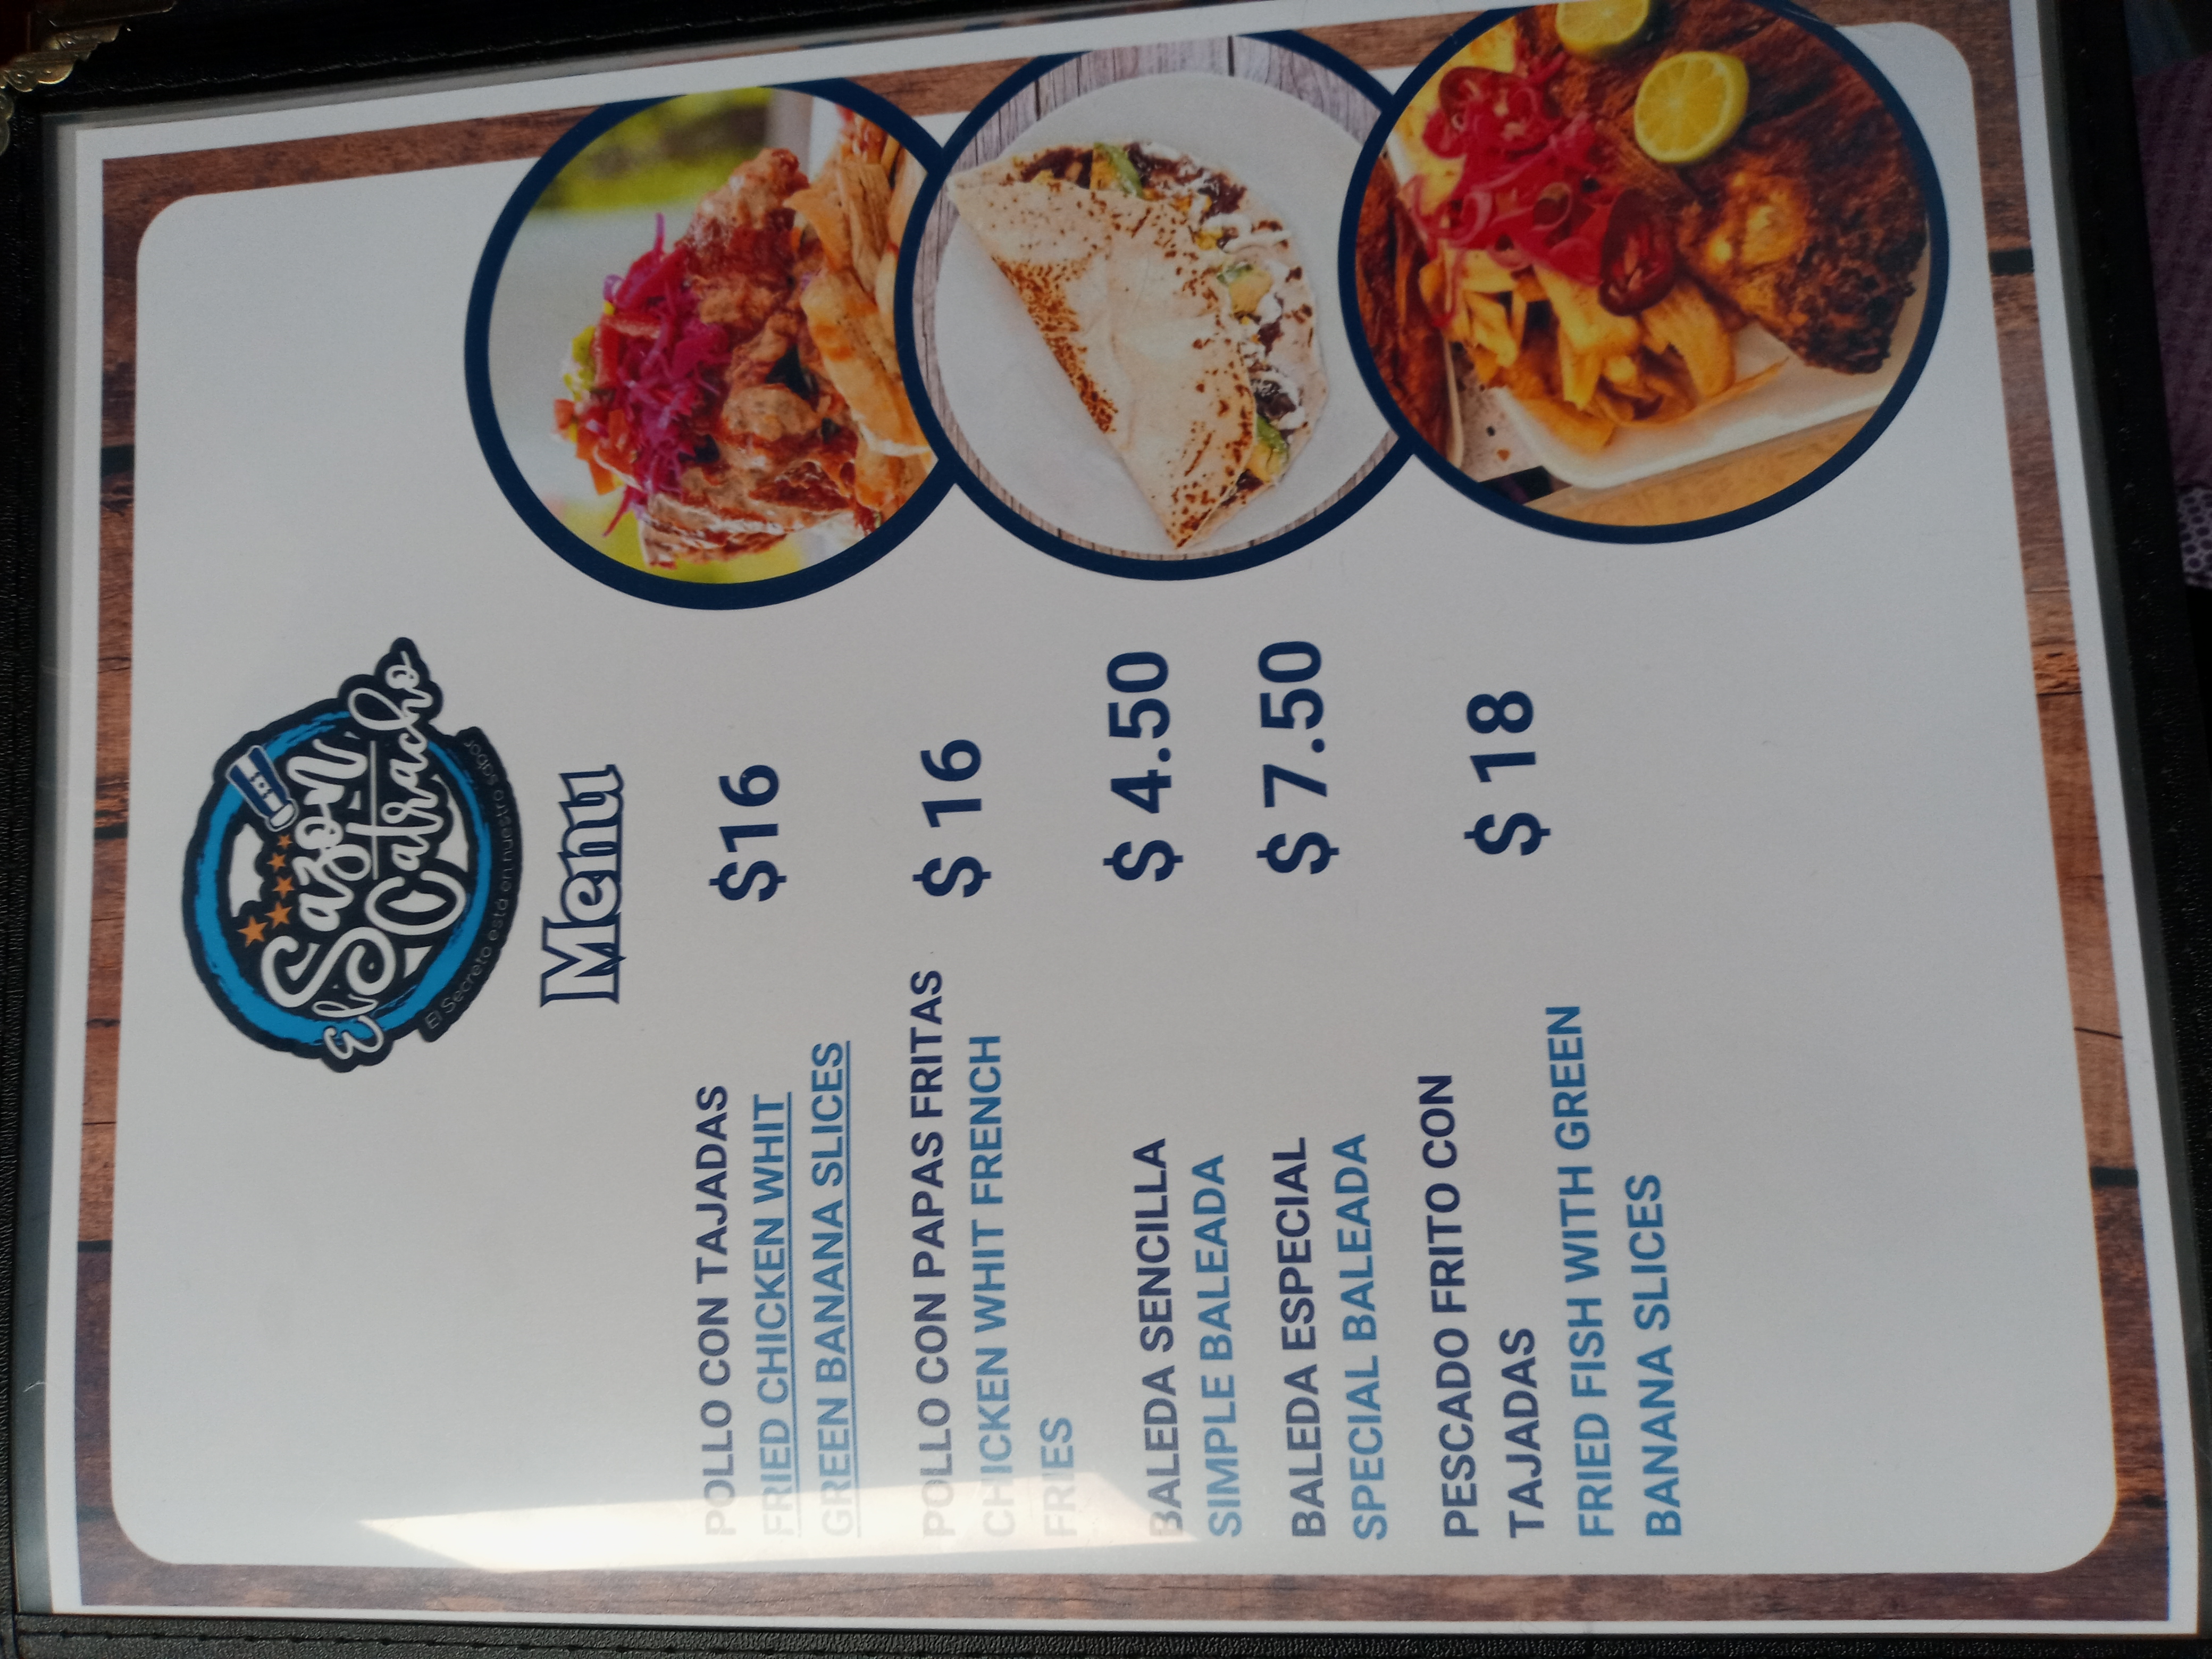 El Sazón
Catracho
El Secreto está en nuestro sabor
Menu
POLLO CON TAJADAS
FRIED CHICKEN WHIT
GREEN BANANA SLICES
$16
POLLO CON PAPAS FRITAS
CHICKEN WHIT FRENCH
FRIES
$ 16
BALEDA SENCILLA
SIMPLE BALEADA
$ 4.50
BALEDA ESPECIAL
SPECIAL BALEADA
$ 7.50
PESCADO FRITO CON
TAJADAS
FRIED FISH WITH GREEN
BANANA SLICES
$ 18